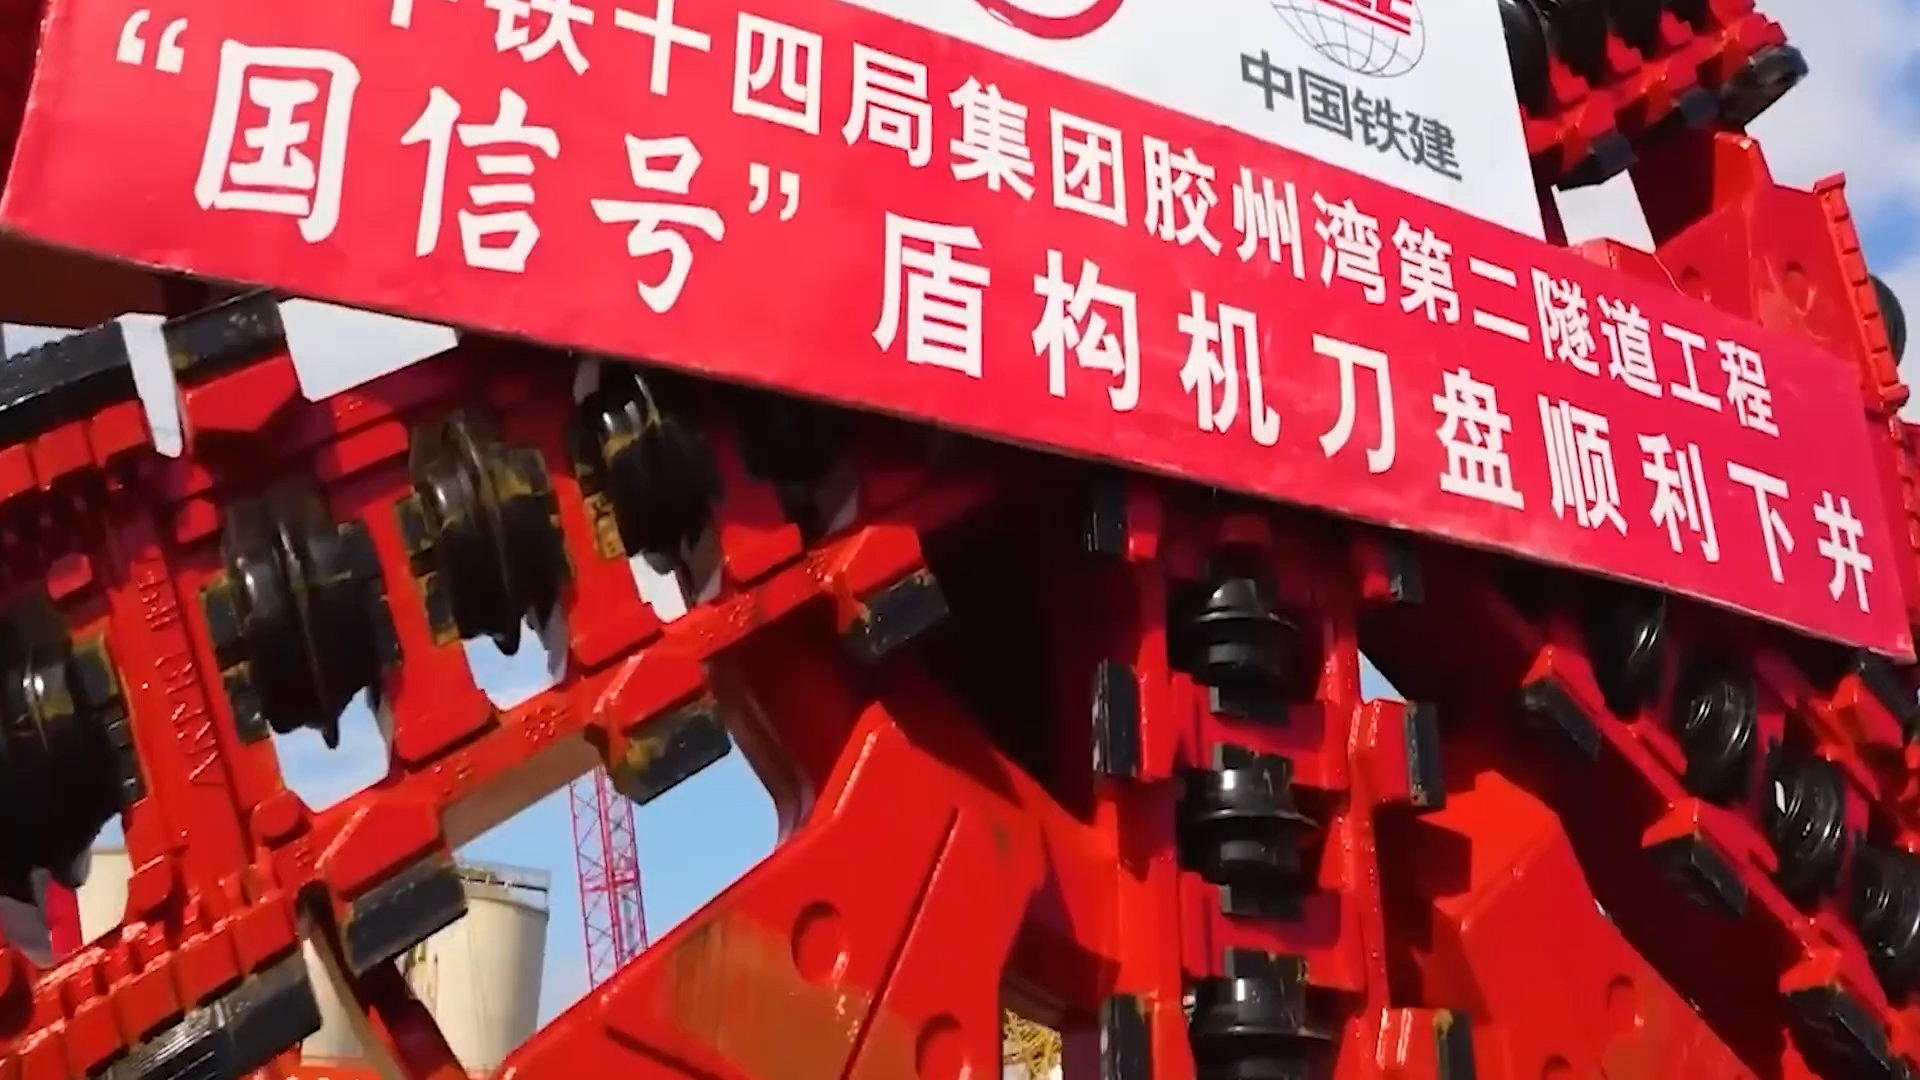 中国铁建
中铁十四局集团胶州湾第二隧道工程
“国信号”盾构机刀盘顺利下井